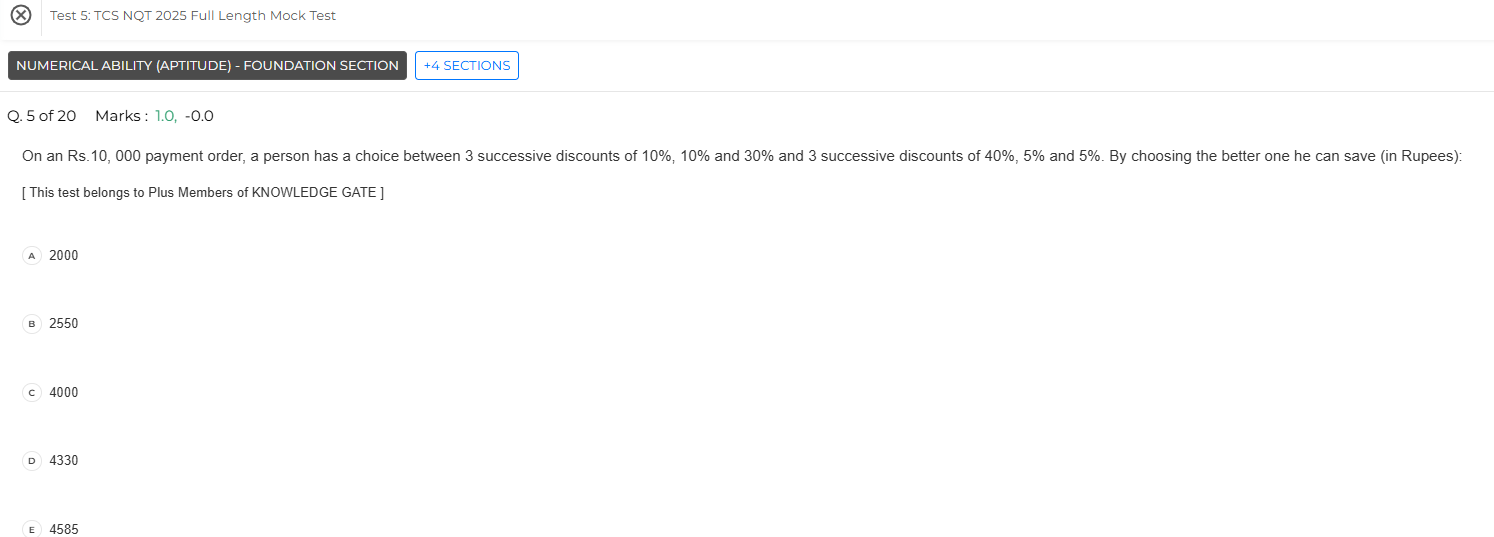 Test 5: TCS NQT 2025 Full Length Mock Test
NUMERICAL ABILITY (APTITUDE) - FOUNDATION SECTION +4 SECTIONS
Q. 5 of 20 Marks : 1.0, -0.0
On an Rs.10, 000 payment order, a person has a choice between 3 successive discounts of 10%, 10% and 30% and 3 successive discounts of 40%, 5% and 5%. By choosing the better one he can save (in Rupees):
[ This test belongs to Plus Members of KNOWLEDGE GATE ]
A 2000
B 2550
C 4000
D 4330
E 4585